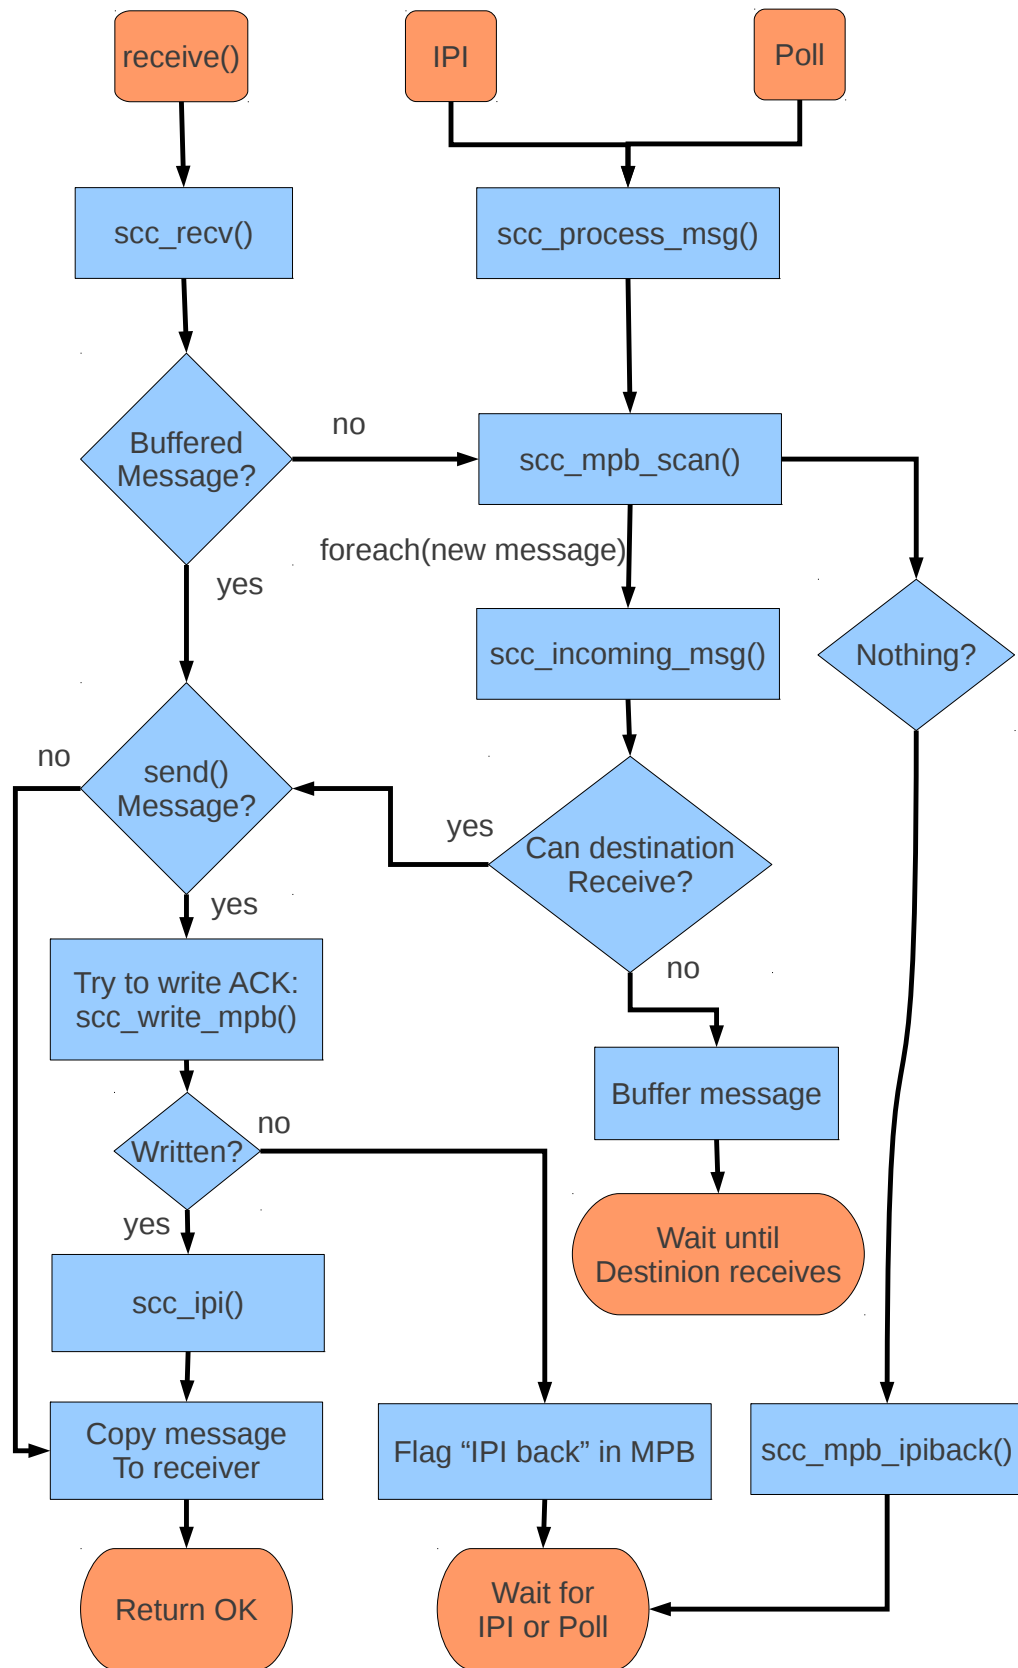 receive()
IPI
Poll
scc_recv()
scc_process_msg()
Buffered
Message?
no
scc_mpb_scan()
foreach(new message)
yes
scc_incoming_msg()
Nothing?
no
send()
Message?
yes
Can destination
Receive?
yes
no
Try to write ACK:
scc_write_mpb()
Buffer message
Written?
no
yes
Wait until
Destinion receives
scc_ipi()
Copy message
To receiver
Flag “IPI back” in MPB
scc_mpb_ipiback()
Return OK
Wait for
IPI or Poll